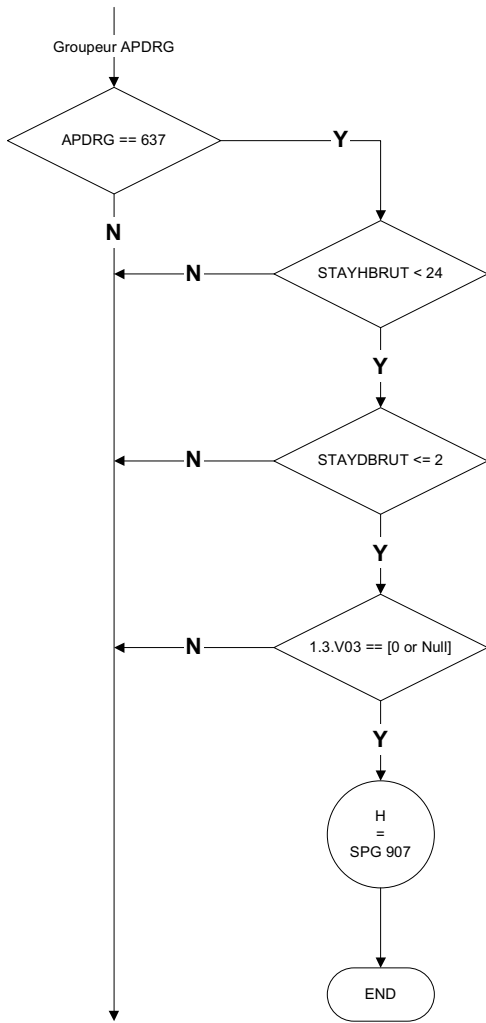 Groupeur APDRG
APDRG == 637
Y
N
STAYHBRUT < 24
N
Y
STAYDBRUT <= 2
N
Y
1.3.V03 == [0 or Null]
N
Y
H
=
SPG 907
END